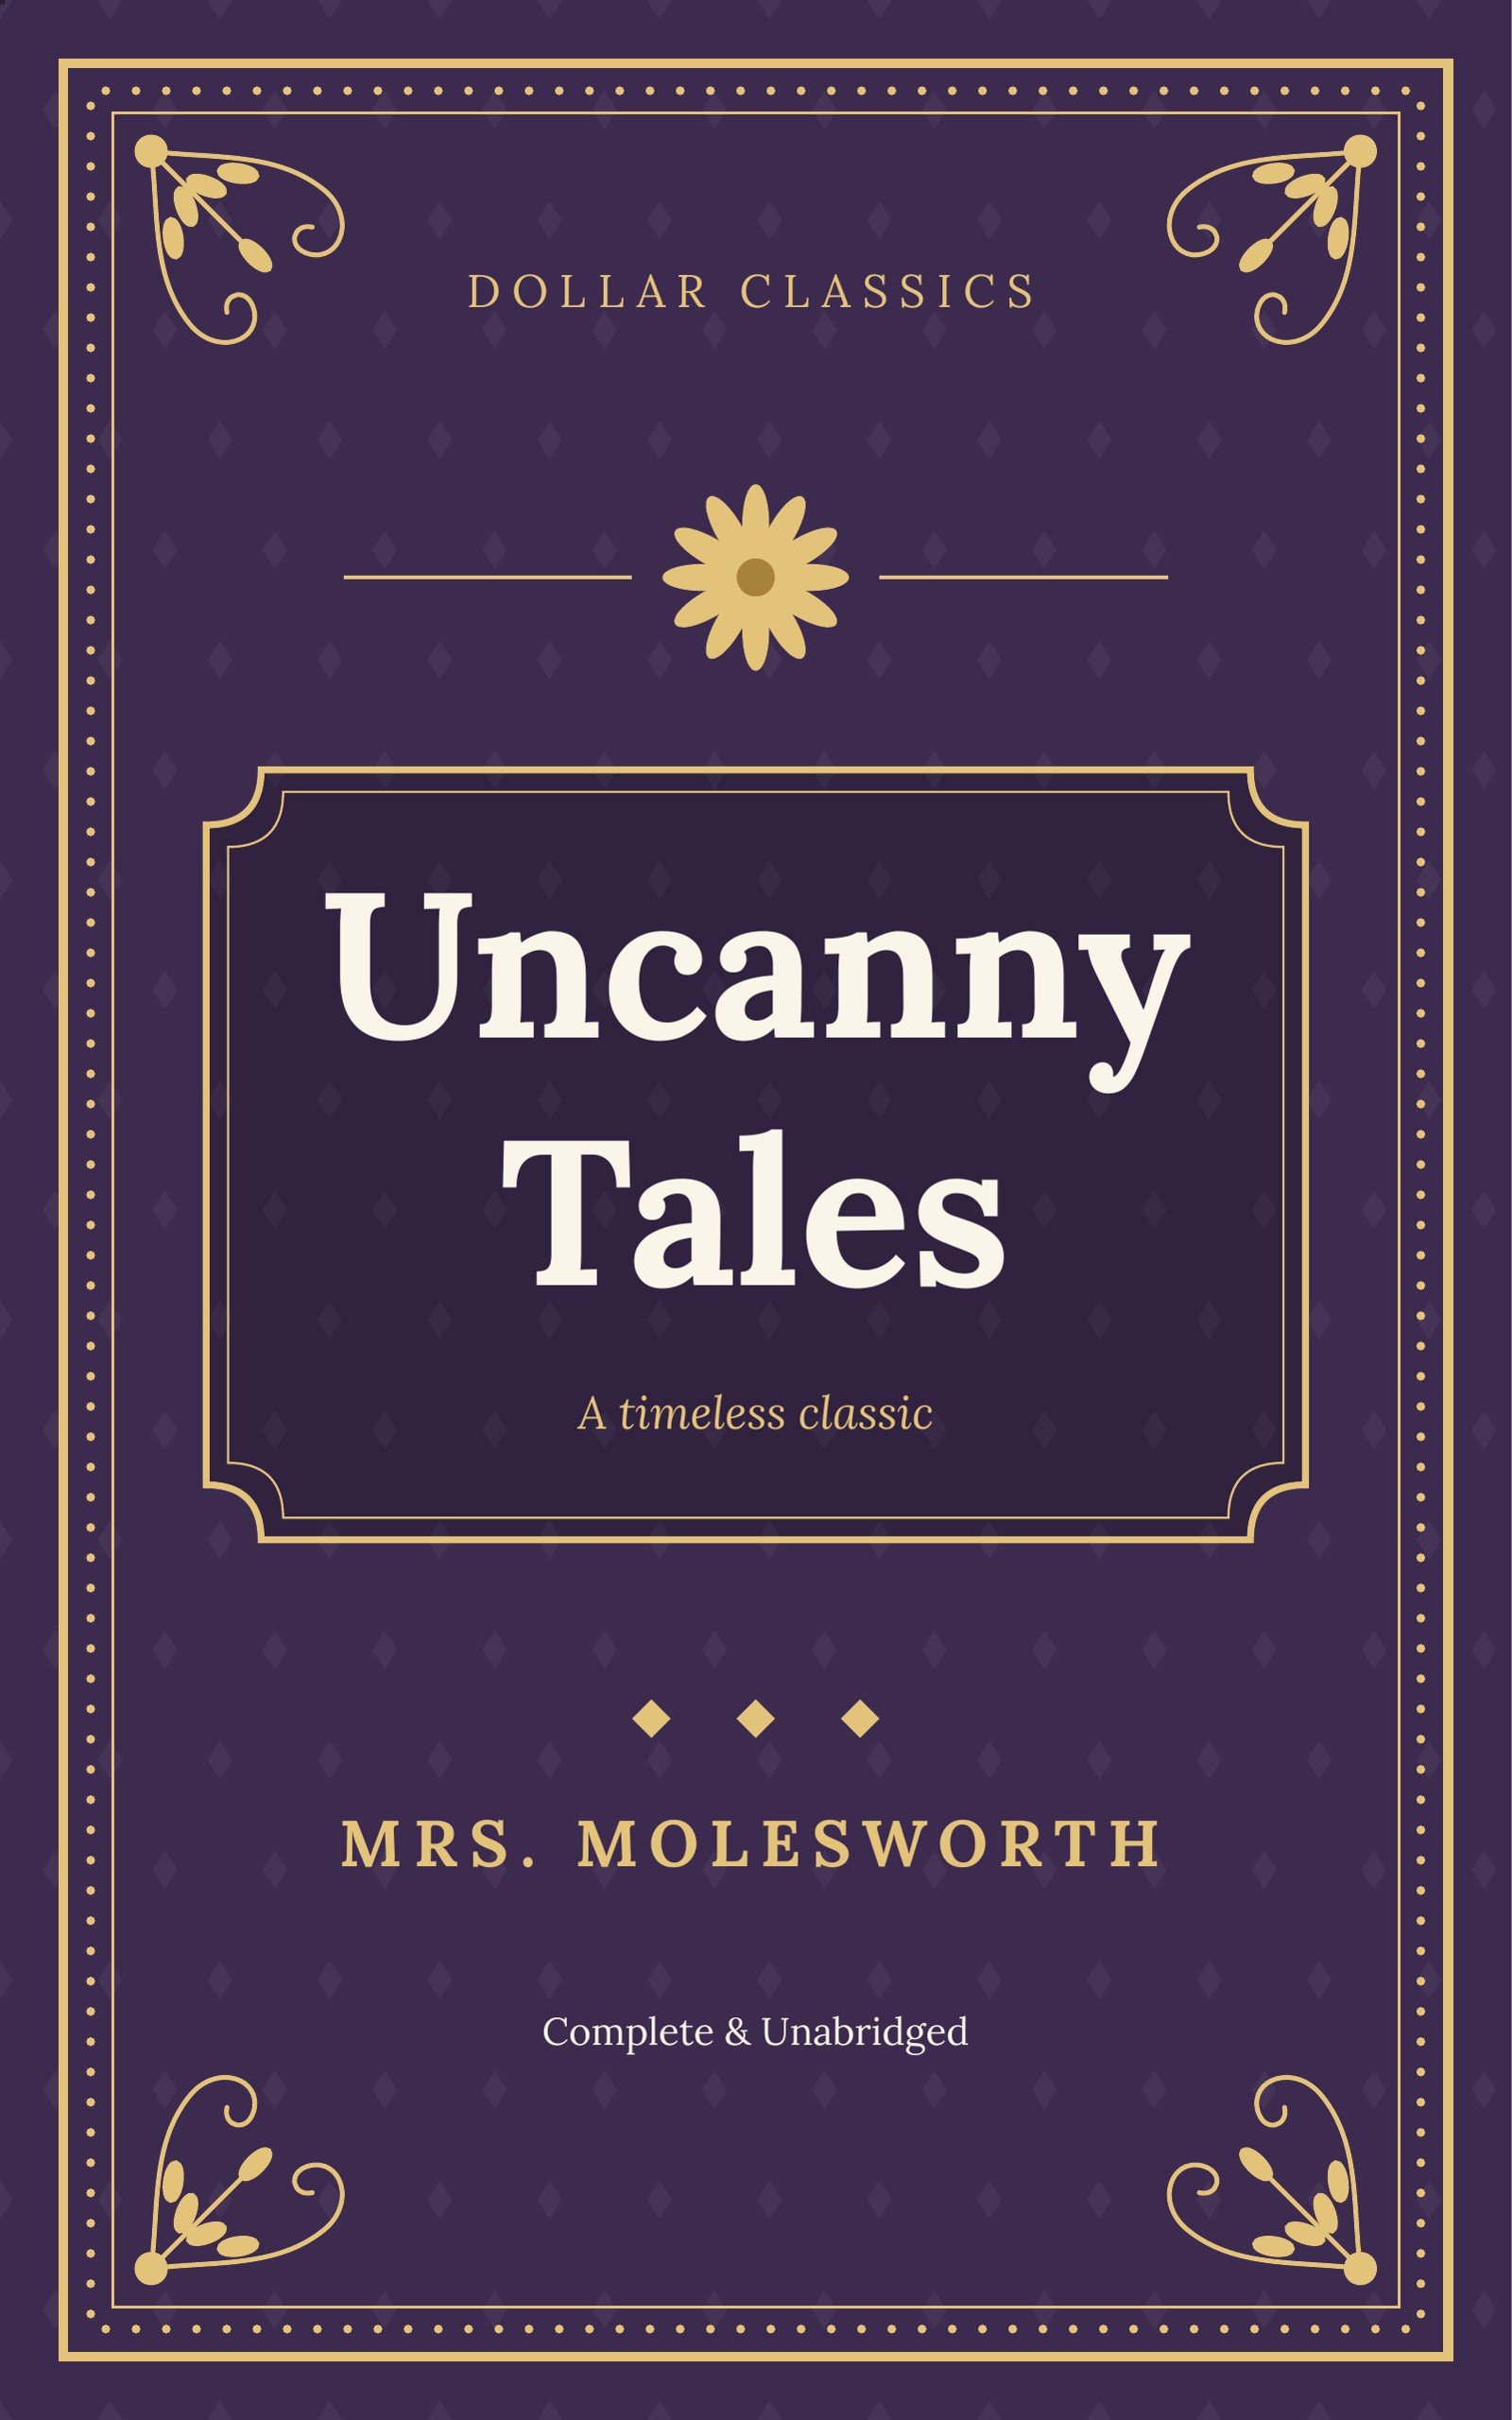 DOLLAR CLASSICS
Uncanny
Tales
A timeless classic
MRS. MOLESWORTH
Complete & Unabridged